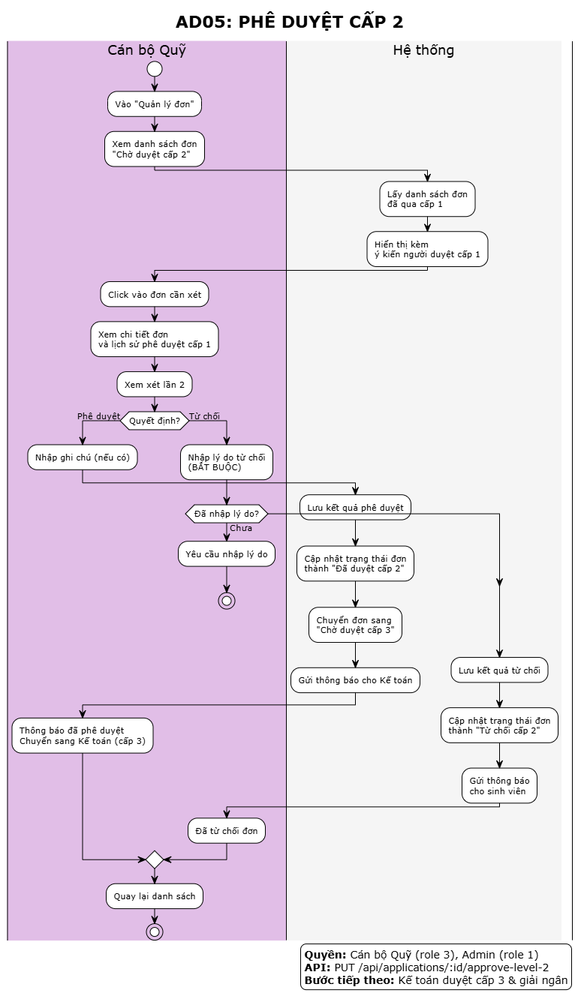 AD05: PHÊ DUYỆT CẤP 2
Cán bộ Quỹ
Hệ thống
Vào "Quản lý đơn"
Xem danh sách đơn
"Chờ duyệt cấp 2"
Lấy danh sách đơn
đã qua cấp 1
Hiển thị kèm
ý kiến người duyệt cấp 1
Click vào đơn cần xét
Xem chi tiết đơn
và lịch sử phê duyệt cấp 1
Xem xét lần 2
Phê duyệt
Quyết định?
Từ chối
Nhập ghi chú (nếu có)
Nhập lý do từ chối
(BẮT BUỘC)
Đã nhập lý do?
Lưu kết quả phê duyệt
Chưa
Yêu cầu nhập lý do
Cập nhật trạng thái đơn
thành "Đã duyệt cấp 2"
Chuyển đơn sang
"Chờ duyệt cấp 3"
Lưu kết quả từ chối
Gửi thông báo cho Kế toán
Cập nhật trạng thái đơn
thành "Từ chối cấp 2"
Thông báo đã phê duyệt
Chuyển sang Kế toán (cấp 3)
Gửi thông báo
cho sinh viên
Đã từ chối đơn
Quay lại danh sách
Quyền: Cán bộ Quỹ (role 3), Admin (role 1)
API: PUT /api/applications/:id/approve-level-2
Bước tiếp theo: Kế toán duyệt cấp 3 & giải ngân